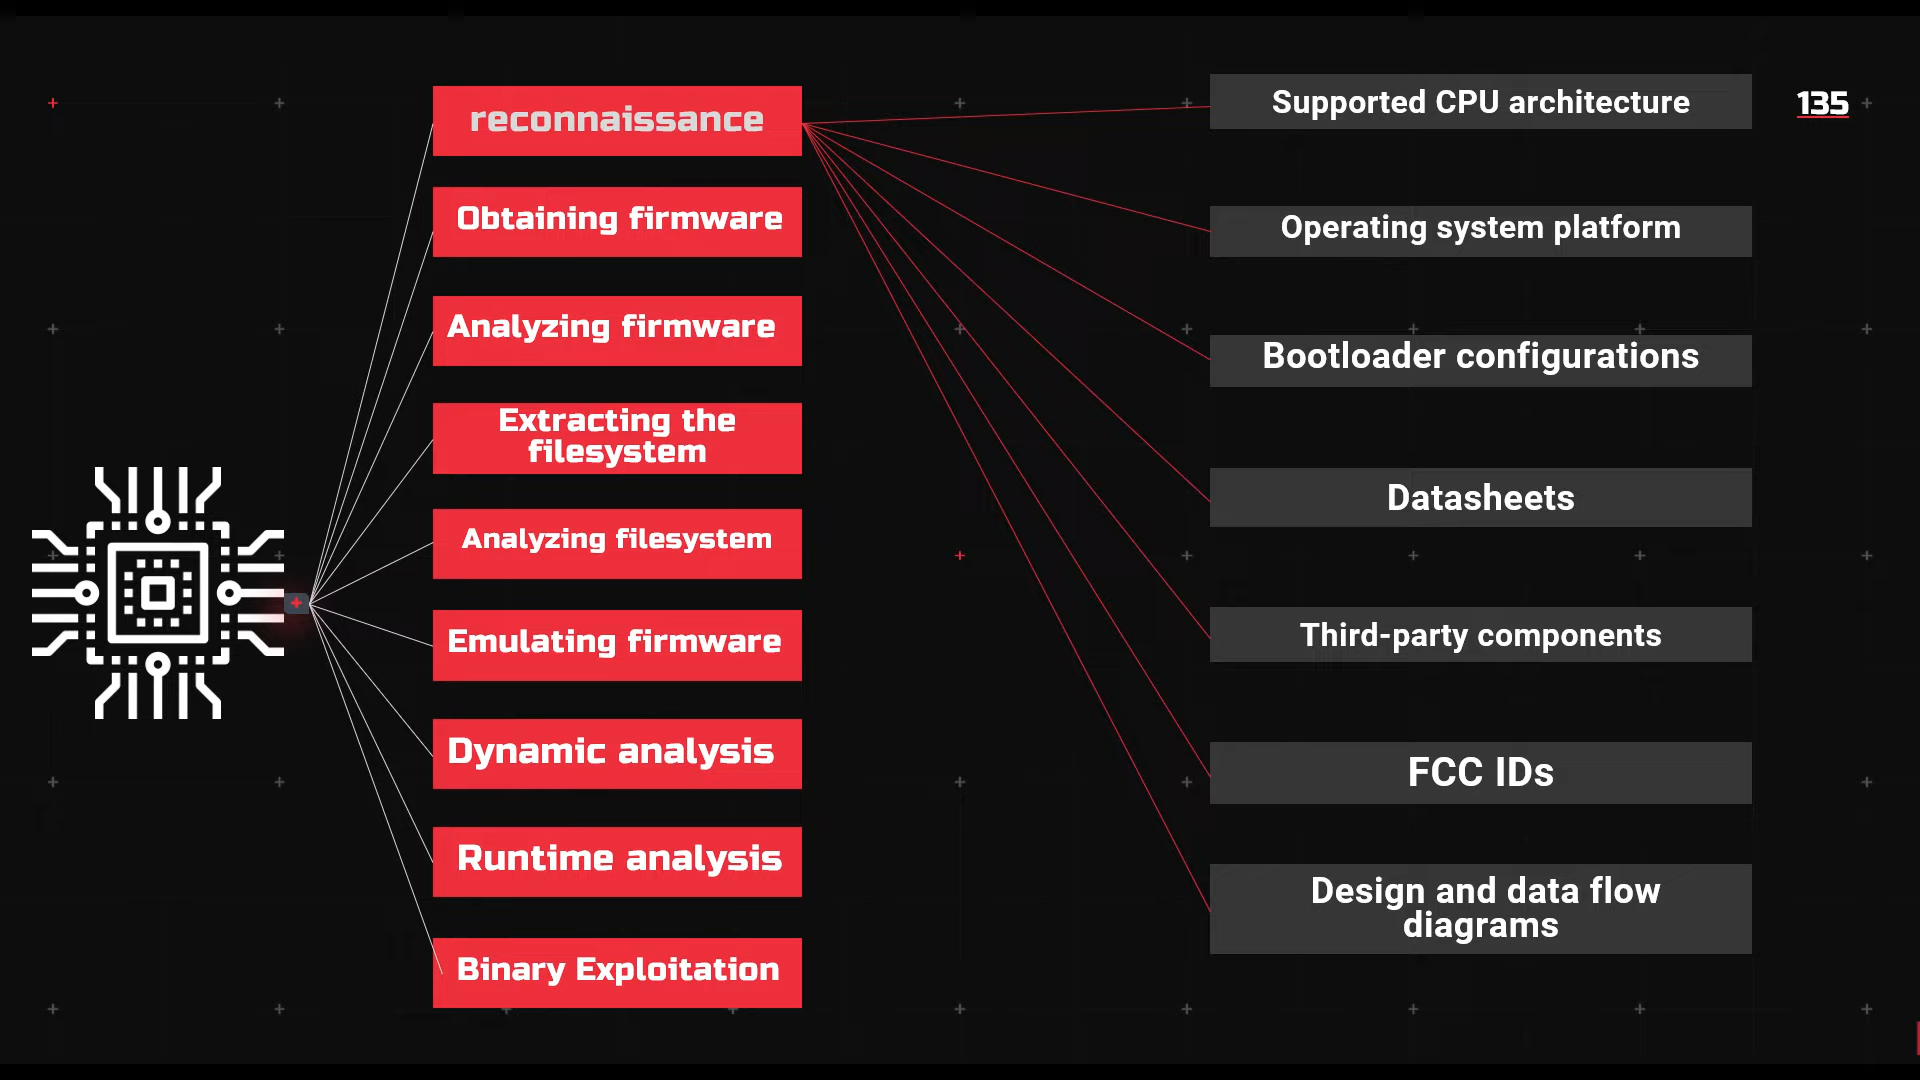 reconnaissance
Obtaining firmware
Analyzing firmware
Extracting the
filesystem
Analyzing filesystem
Emulating firmware
Dynamic analysis
Runtime analysis
Binary Exploitation
Supported CPU architecture
Operating system platform
Bootloader configurations
Datasheets
Third-party components
FCC IDs
Design and data flow
diagrams
135